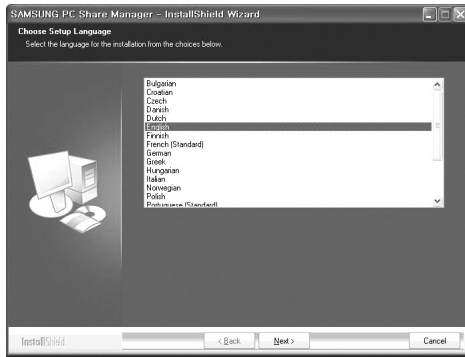 SAMSUNG PC Share Manager - InstallShield Wizard
Choose Setup Language
Select the language for the installation from the choices below.
Bulgarian
Croatian
Czech
Danish
Dutch
English
Finnish
French (Standard)
German
Greek
Hungarian
Italian
Norwegian
Polish
Portuguese (Standard)
InstallShield
< Back
Next >
Cancel